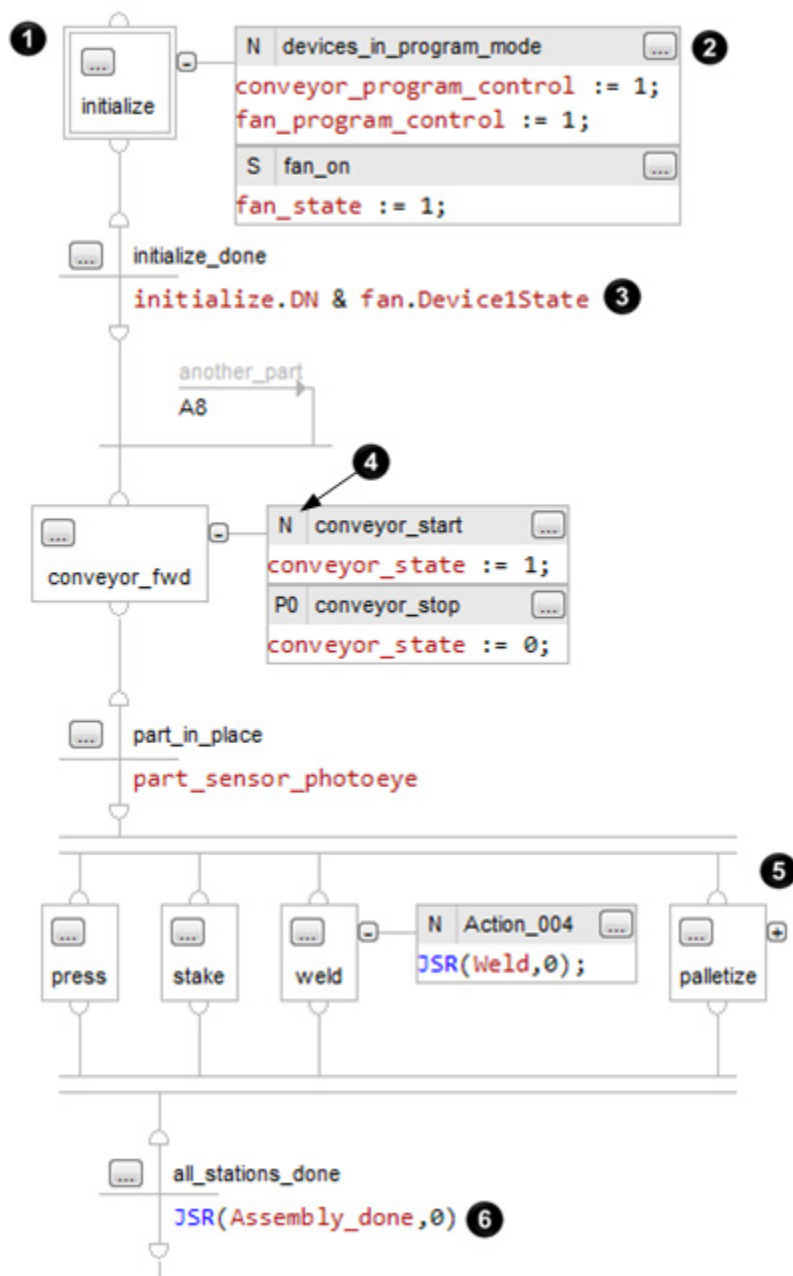 1
2
N devices_in_program_mode ...
... initialize
conveyor_program_control := 1;
fan_program_control := 1;
S fan_on ...
fan_state := 1;
... initialize_done
initialize.DN & fan.Device1State 3
another_part
A8
4
... conveyor_fwd
N conveyor_start ...
conveyor_state := 1;
P0 conveyor_stop ...
conveyor_state := 0;
... part_in_place
part_sensor_photoeye
5
... press
... stake
... weld
N Action_004 ...
JSR(Weld,0);
... palletize
... all_stations_done
JSR(Assembly_done,0) 6